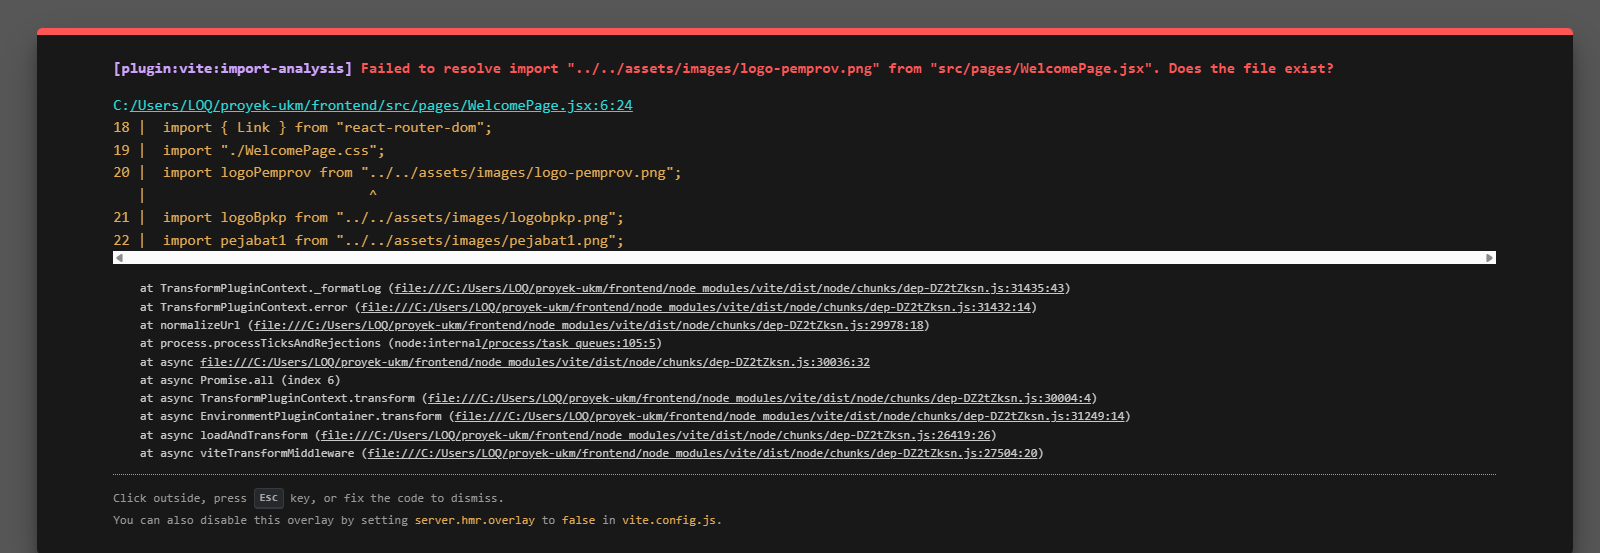 [plugin:vite:import-analysis] Failed to resolve import "../../assets/images/logo-pemprov.png" from "src/pages/WelcomePage.jsx". Does the file exist?
C:/Users/LOQ/proyek-ukm/frontend/src/pages/WelcomePage.jsx:6:24
18 |  import { Link } from "react-router-dom";
19 |  import "./WelcomePage.css";
20 |  import logoPemprov from "../../assets/images/logo-pemprov.png";
   |                          ^
21 |  import logoBpkp from "../../assets/images/logobpkp.png";
22 |  import pejabat1 from "../../assets/images/pejabat1.png";
    at TransformPluginContext._formatLog (file:///C:/Users/LOQ/proyek-ukm/frontend/node_modules/vite/dist/node/chunks/dep-DZ2tZksn.js:31435:43)
    at TransformPluginContext.error (file:///C:/Users/LOQ/proyek-ukm/frontend/node_modules/vite/dist/node/chunks/dep-DZ2tZksn.js:31432:14)
    at normalizeUrl (file:///C:/Users/LOQ/proyek-ukm/frontend/node_modules/vite/dist/node/chunks/dep-DZ2tZksn.js:29978:18)
    at process.processTicksAndRejections (node:internal/process/task_queues:105:5)
    at async file:///C:/Users/LOQ/proyek-ukm/frontend/node_modules/vite/dist/node/chunks/dep-DZ2tZksn.js:30036:32
    at async Promise.all (index 6)
    at async TransformPluginContext.transform (file:///C:/Users/LOQ/proyek-ukm/frontend/node_modules/vite/dist/node/chunks/dep-DZ2tZksn.js:30004:4)
    at async EnvironmentPluginContainer.transform (file:///C:/Users/LOQ/proyek-ukm/frontend/node_modules/vite/dist/node/chunks/dep-DZ2tZksn.js:31249:14)
    at async loadAndTransform (file:///C:/Users/LOQ/proyek-ukm/frontend/node_modules/vite/dist/node/chunks/dep-DZ2tZksn.js:26419:26)
    at async viteTransformMiddleware (file:///C:/Users/LOQ/proyek-ukm/frontend/node_modules/vite/dist/node/chunks/dep-DZ2tZksn.js:27504:20)
Click outside, press Esc key, or fix the code to dismiss.
You can also disable this overlay by setting server.hmr.overlay to false in vite.config.js.